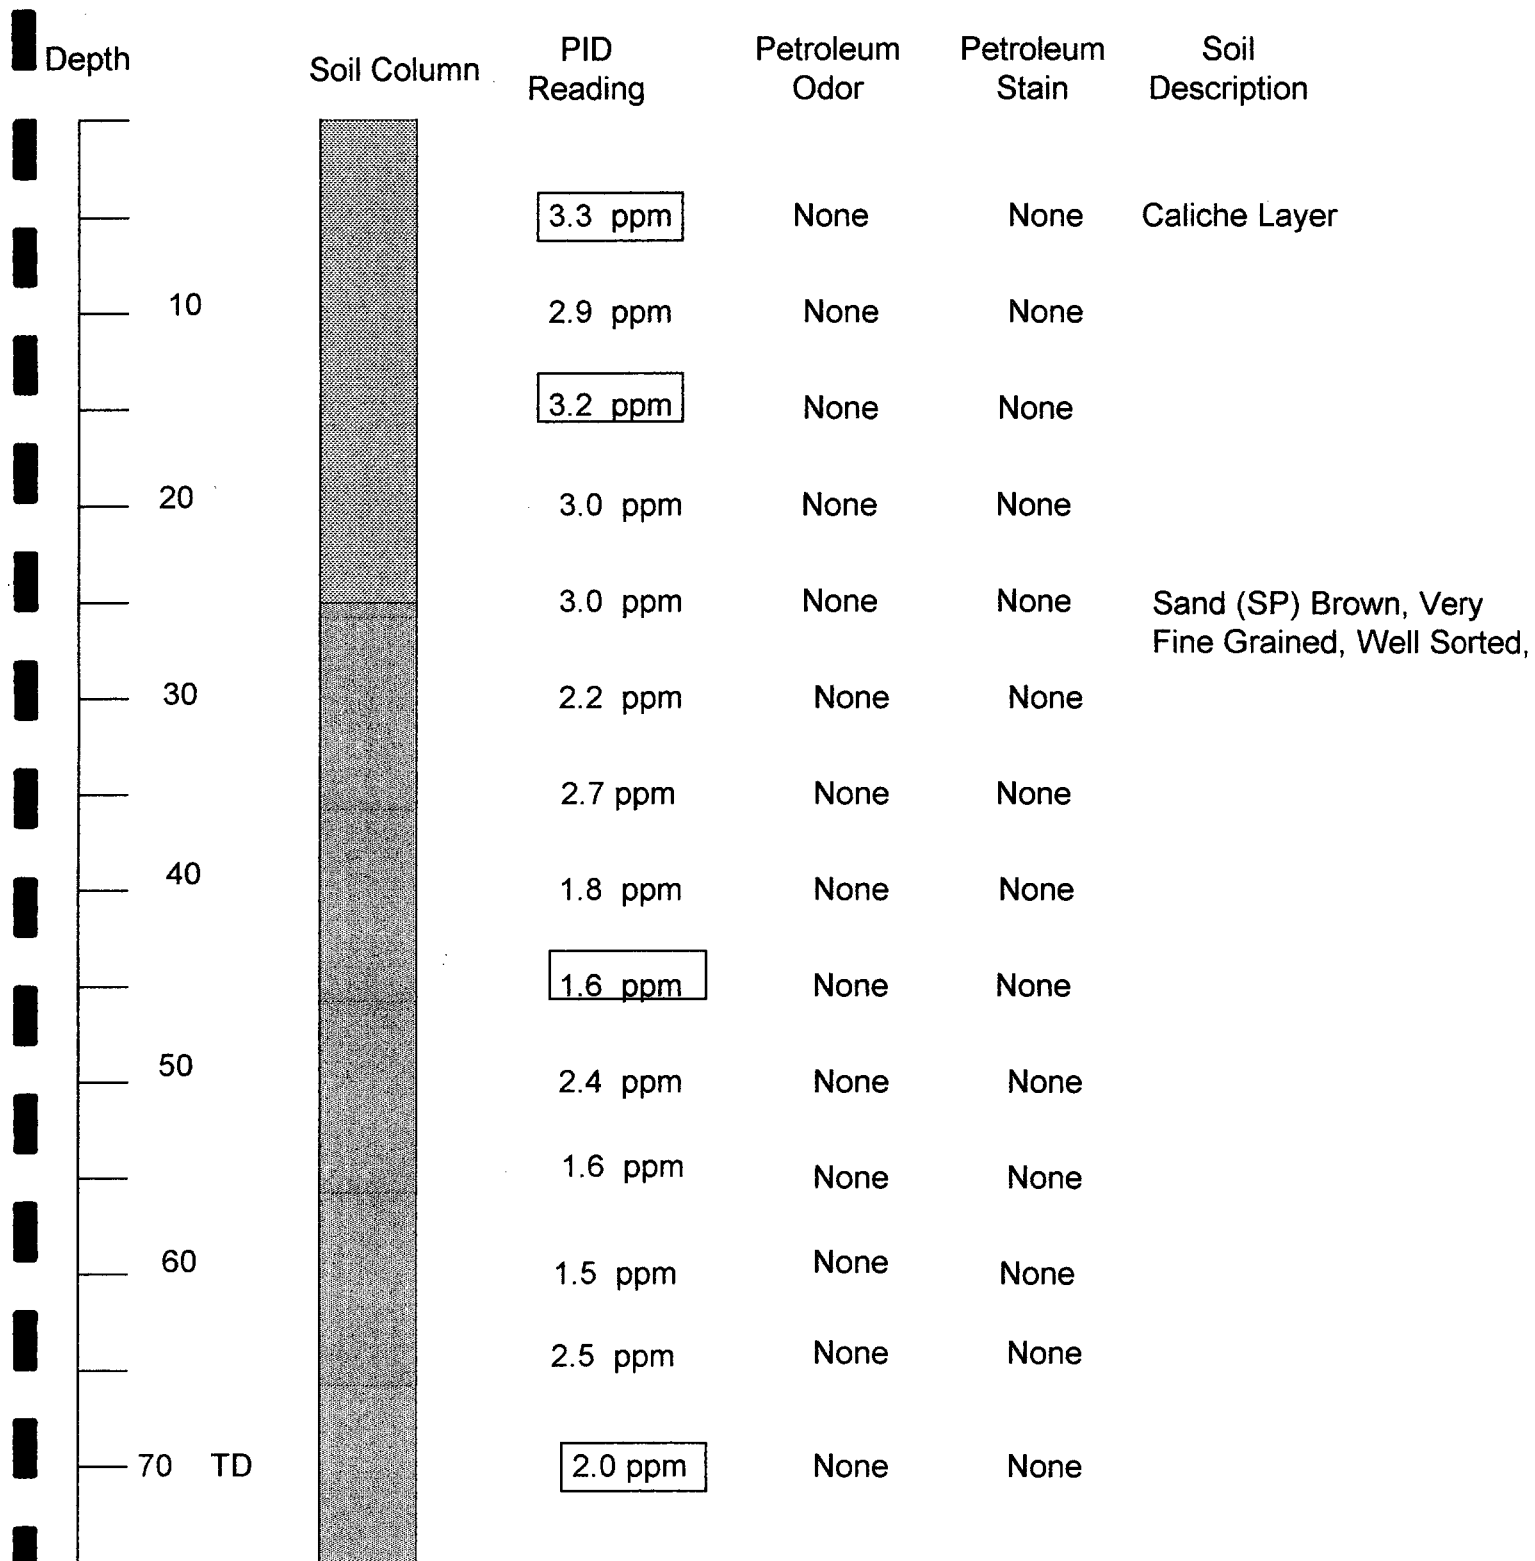 Depth Soil Column PID Reading Petroleum Odor Petroleum Stain Soil Description
3.3 ppm None None Caliche Layer
10 2.9 ppm None None
3.2 ppm None None
20 3.0 ppm None None
3.0 ppm None None Sand (SP) Brown, Very
Fine Grained, Well Sorted,
30 2.2 ppm None None
2.7 ppm None None
40 1.8 ppm None None
1.6 ppm None None
50 2.4 ppm None None
1.6 ppm None None
60 1.5 ppm None None
2.5 ppm None None
70 TD 2.0 ppm None None